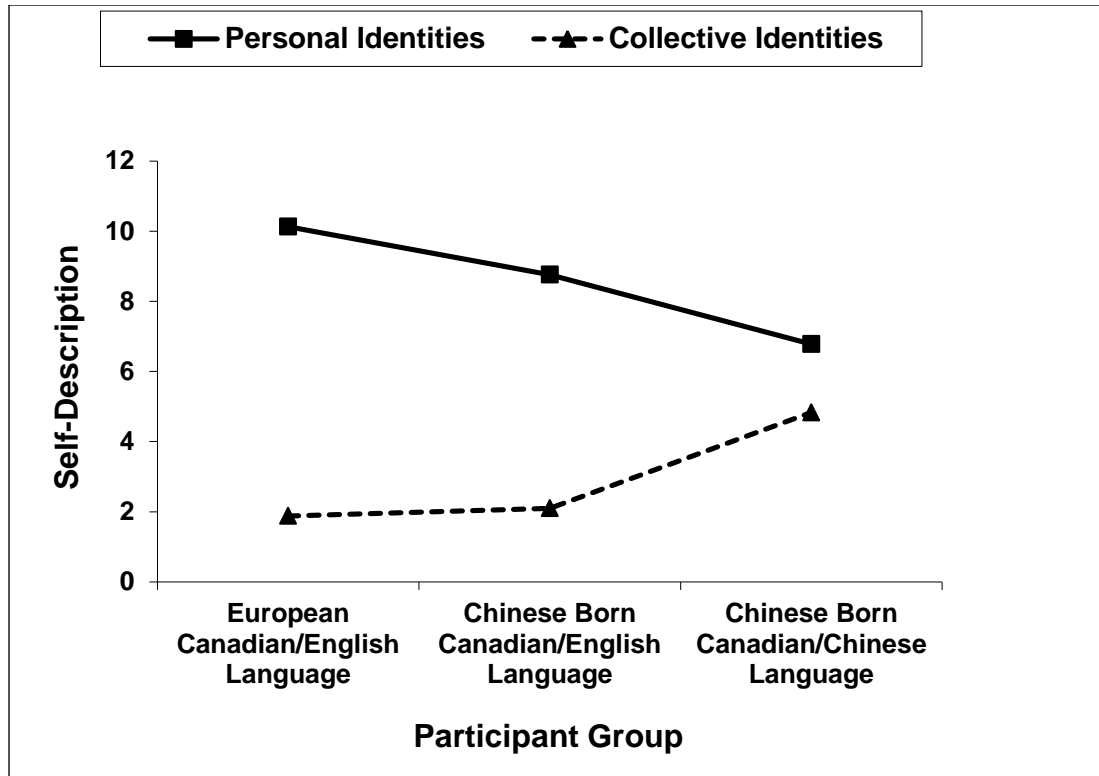 Personal Identities Collective Identities
12
10
8
6
4
2
0
Self-Description
European Chinese Born Chinese Born
Canadian/English Canadian/English Canadian/Chinese
Language Language Language
Participant Group